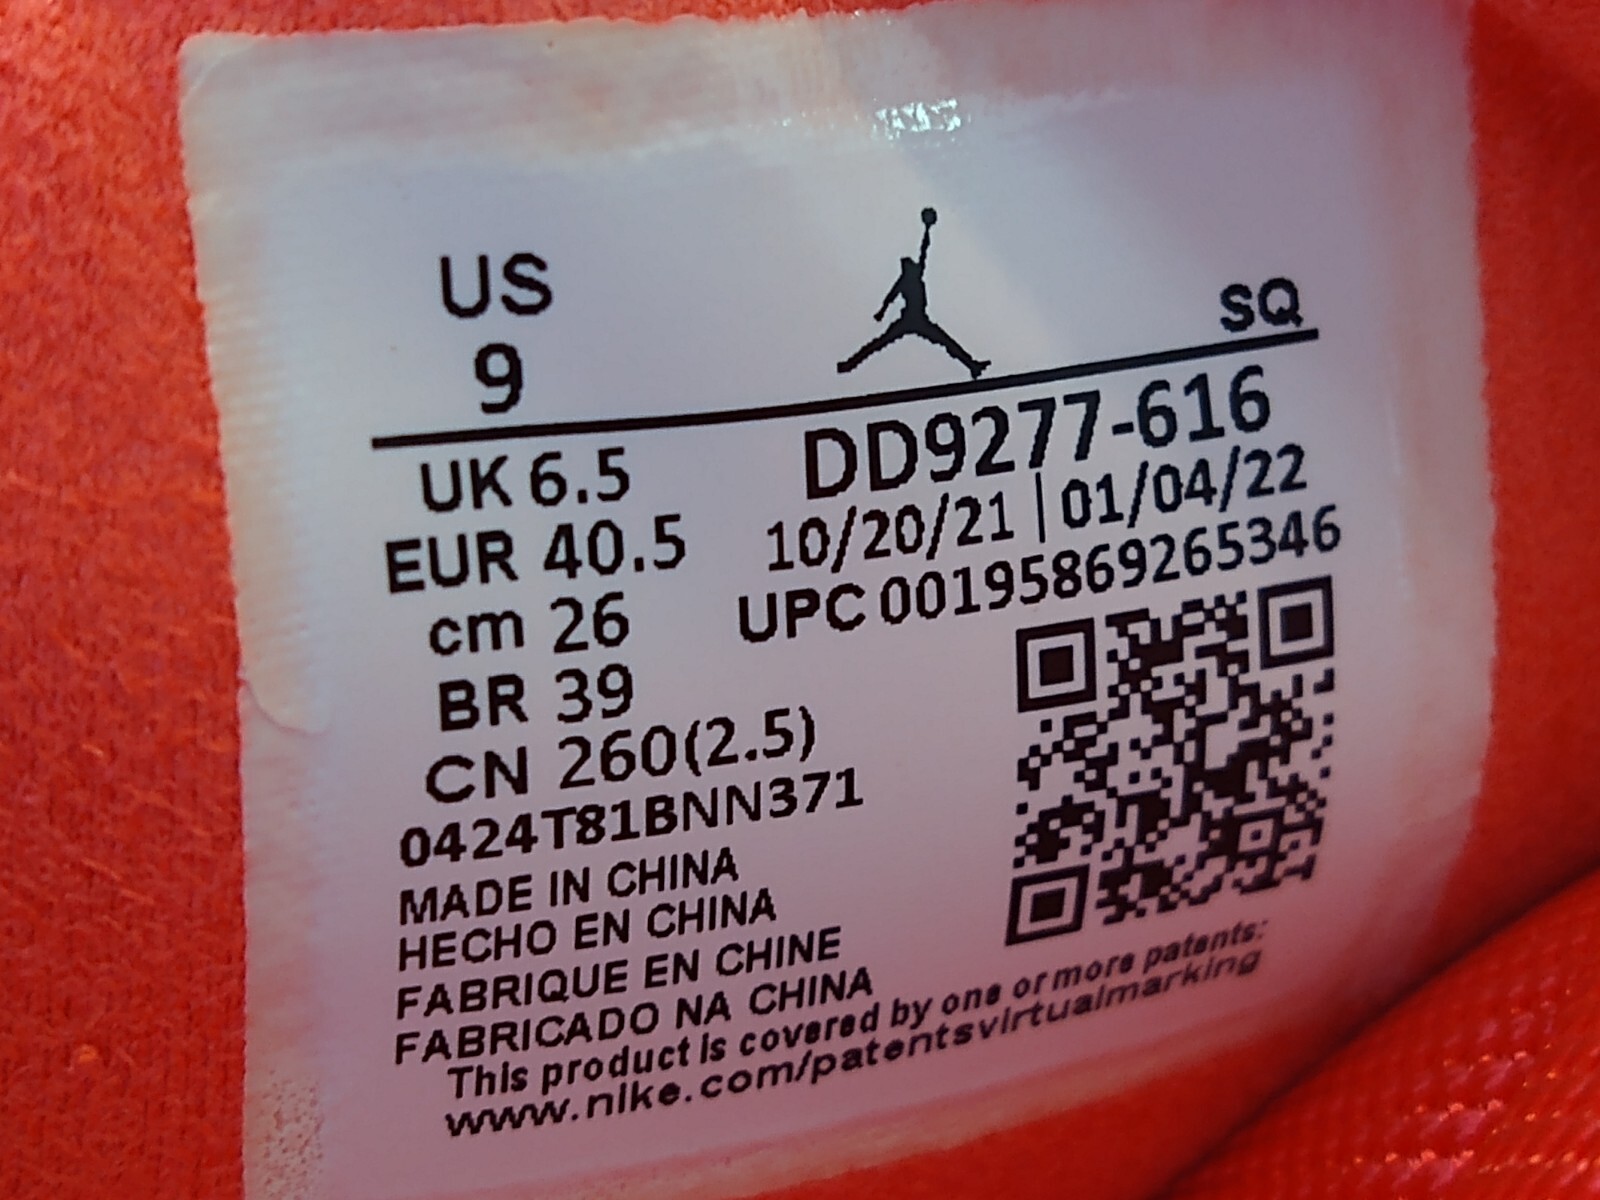 US
9
SQ
UK 6.5
EUR 40.5
cm 26
BR 39
CN 260(2.5)
0424T81BNN371
DD9277-616
10/20/21 | 01/04/22
UPC 00195869265346
MADE IN CHINA
HECHO EN CHINA
FABRIQUE EN CHINE
FABRICADO NA CHINA
This product is covered by one or more patents:
www.nike.com/patentsvirtualmarking